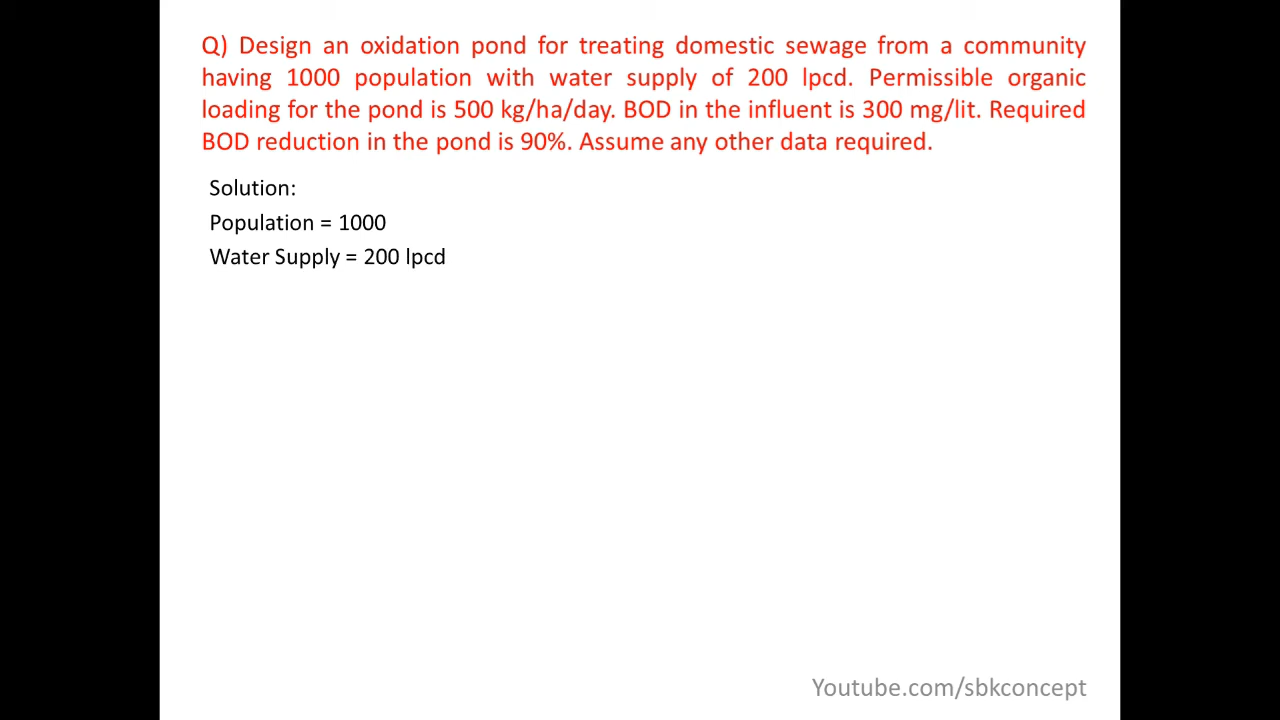 Q) Design an oxidation pond for treating domestic sewage from a community
having 1000 population with water supply of 200 lpcd. Permissible organic
loading for the pond is 500 kg/ha/day. BOD in the influent is 300 mg/lit. Required
BOD reduction in the pond is 90%. Assume any other data required.
Solution:
Population = 1000
Water Supply = 200 lpcd
Youtube.com/sbkconcept